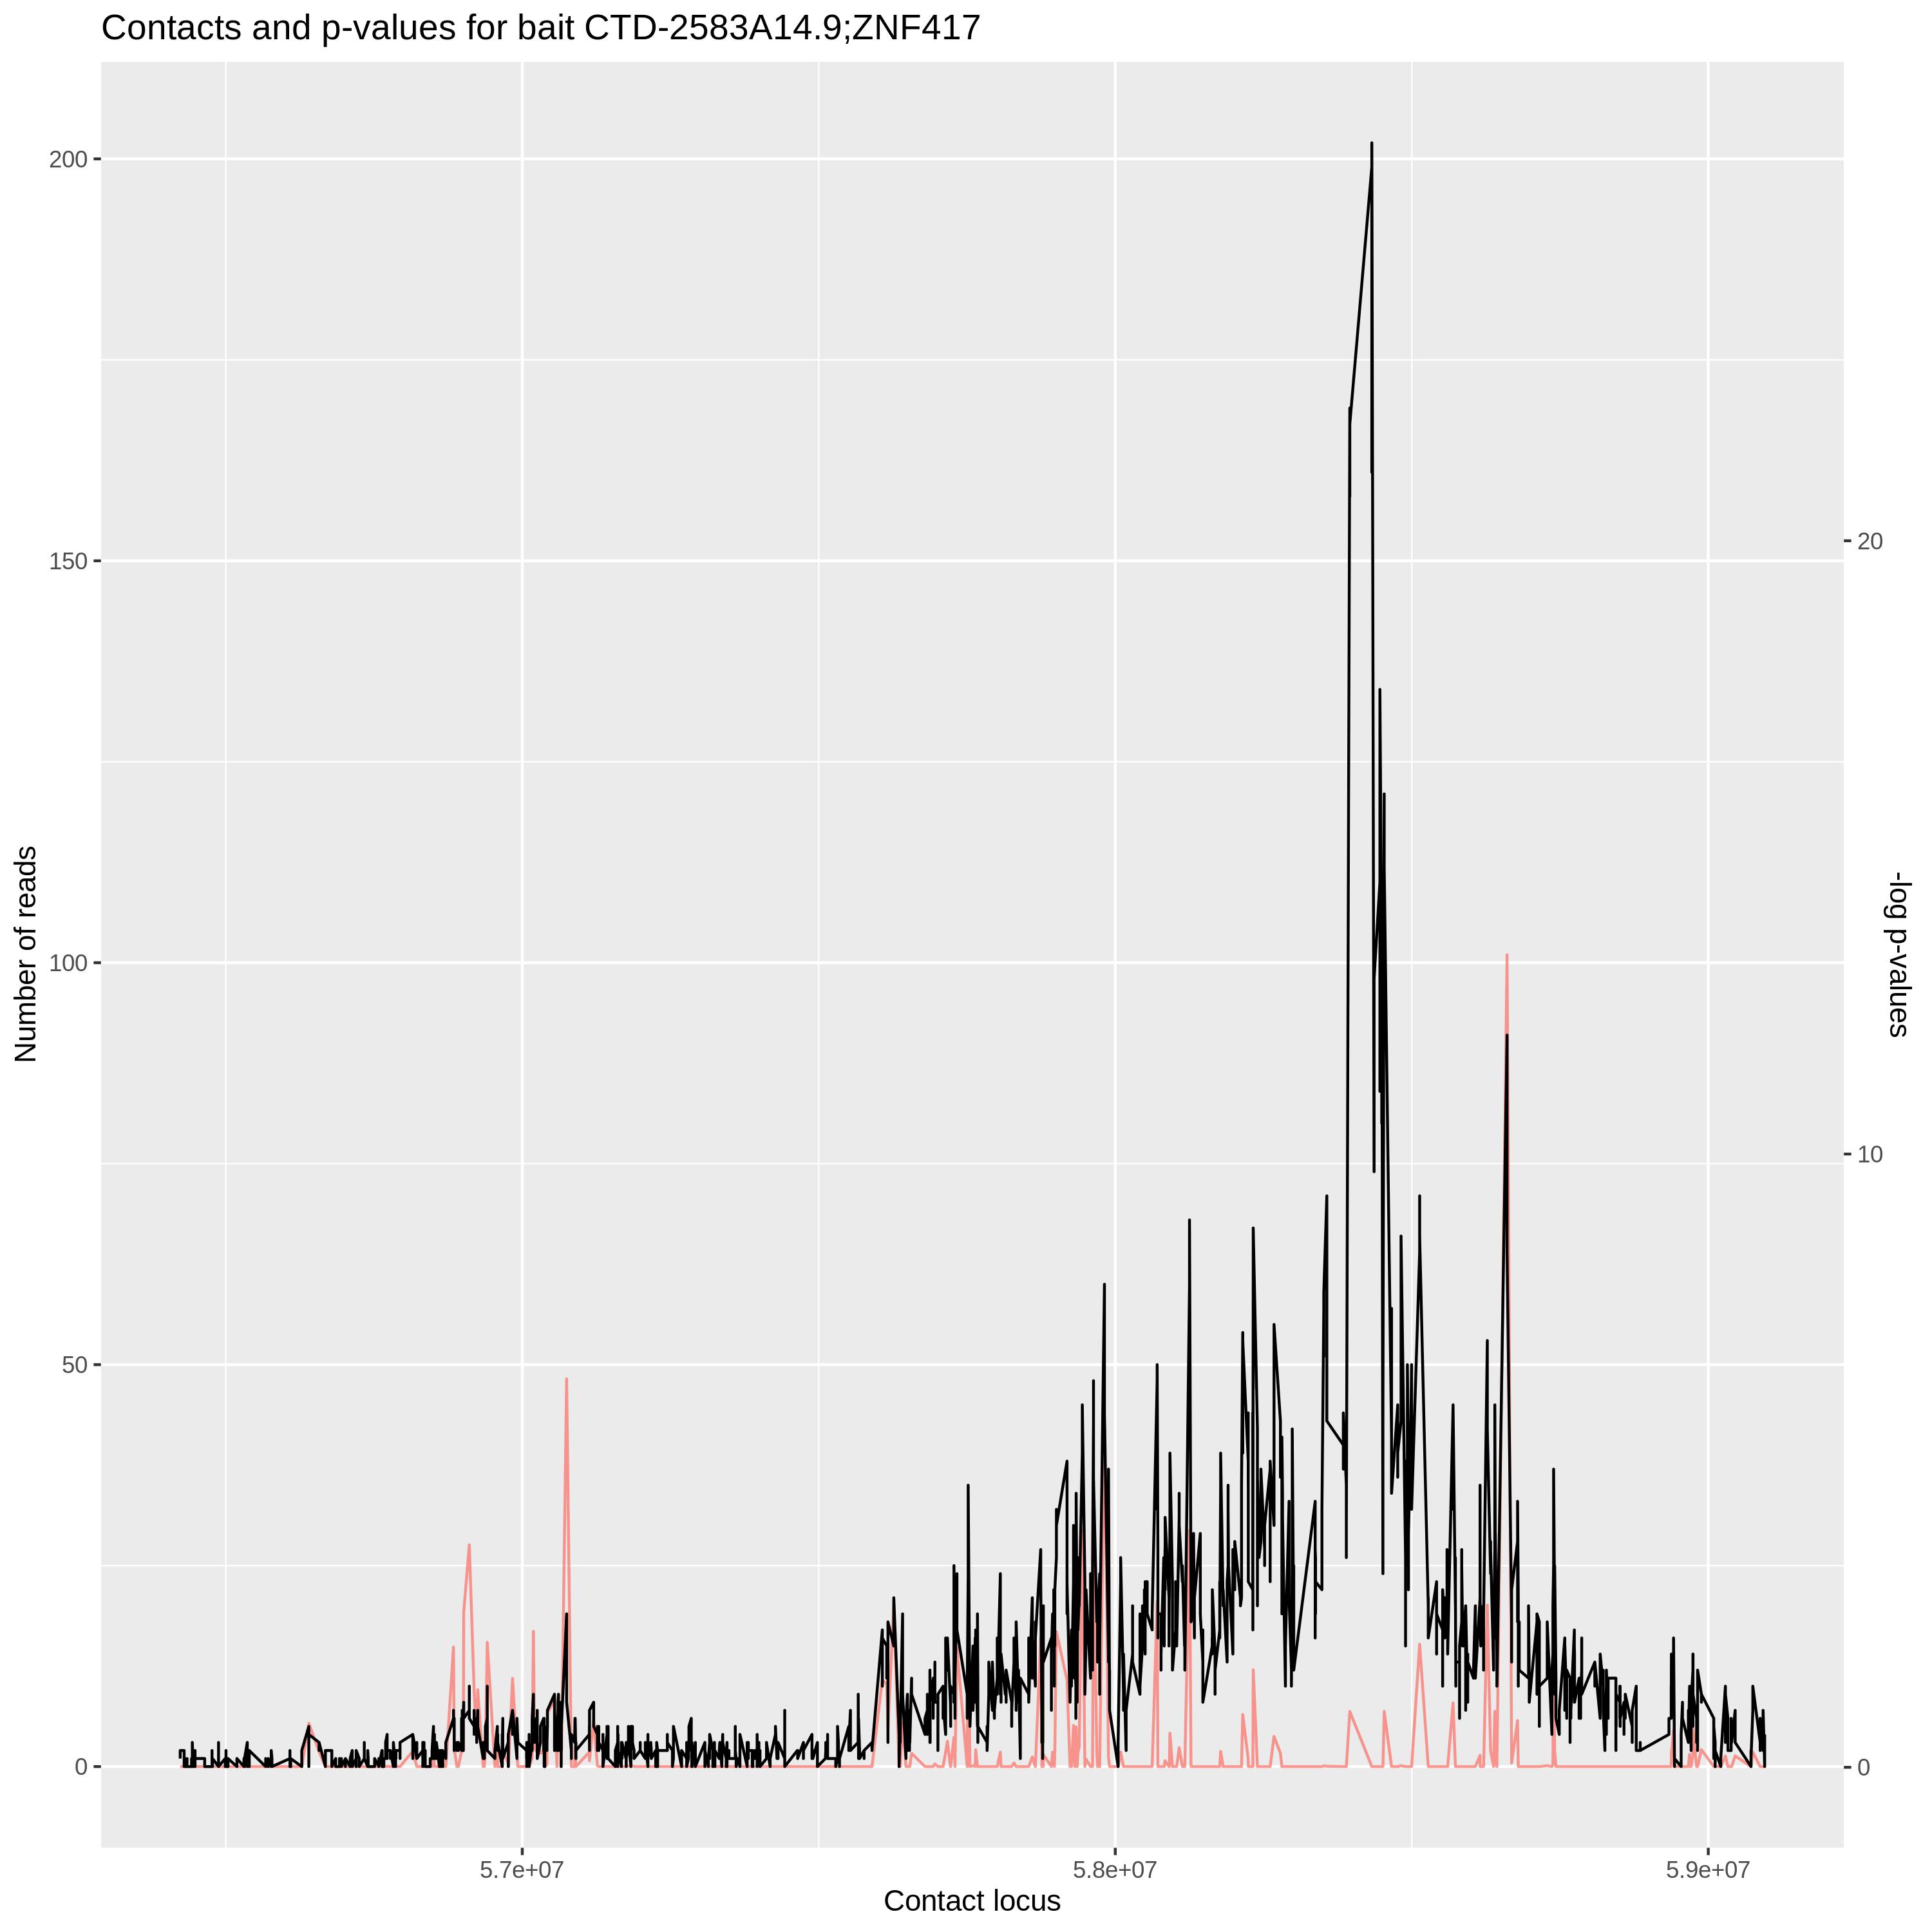 Contacts and p-values for bait CTD-2583A14.9;ZNF417
200
150
100
50
0
Number of reads
20
10
0
-log p-values
5.7e+07
5.8e+07
5.9e+07
Contact locus